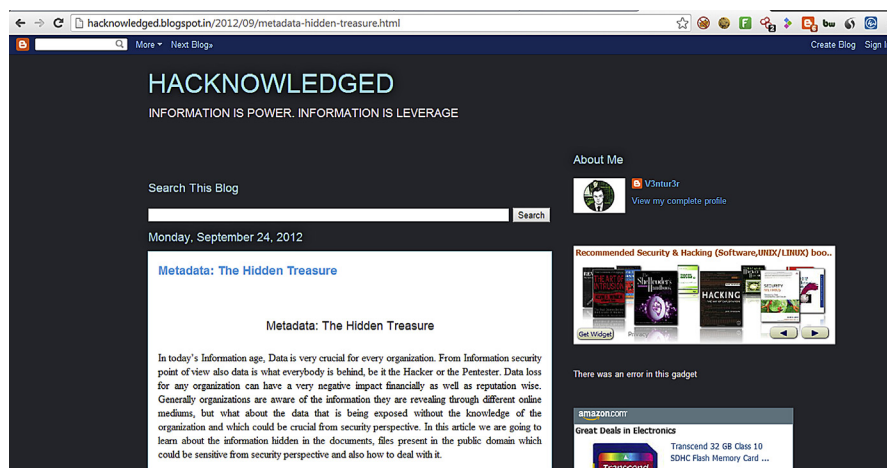 hacknowledged.blogspot.in/2012/09/metadata-hidden-treasure.html
More Next Blog» Create Blog Sign I
HACKNOWLEDGED
INFORMATION IS POWER. INFORMATION IS LEVERAGE
Search This Blog
Search
Monday, September 24, 2012
Metadata: The Hidden Treasure
Metadata: The Hidden Treasure
In today's Information age, Data is very crucial for every organization. From Information security
point of view also data is what everybody is behind, be it the Hacker or the Pentester. Data loss
for any organization can have a very negative impact financially as well as reputation wise.
Generally organizations are aware of the information they are revealing through different online
mediums, but what about the data that is being exposed without the knowledge of the
organization and which could be crucial from security perspective. In this article we are going to
learn about the information hidden in the documents, files present in the public domain which
could be sensitive from security perspective and also how to deal with it.
About Me
V3ntur3r
View my complete profile
Recommended Security & Hacking (Software,UNIX/LINUX) boo..
THE ART OF
INTRUSION
Shellcoder's
Handbook
HACKING
SECURITY
Get Widget Privacy
There was an error in this gadget
amazon.com
Great Deals in Electronics
Transcend 32 GB Class 10
SDHC Flash Memory Card ...
Transcend